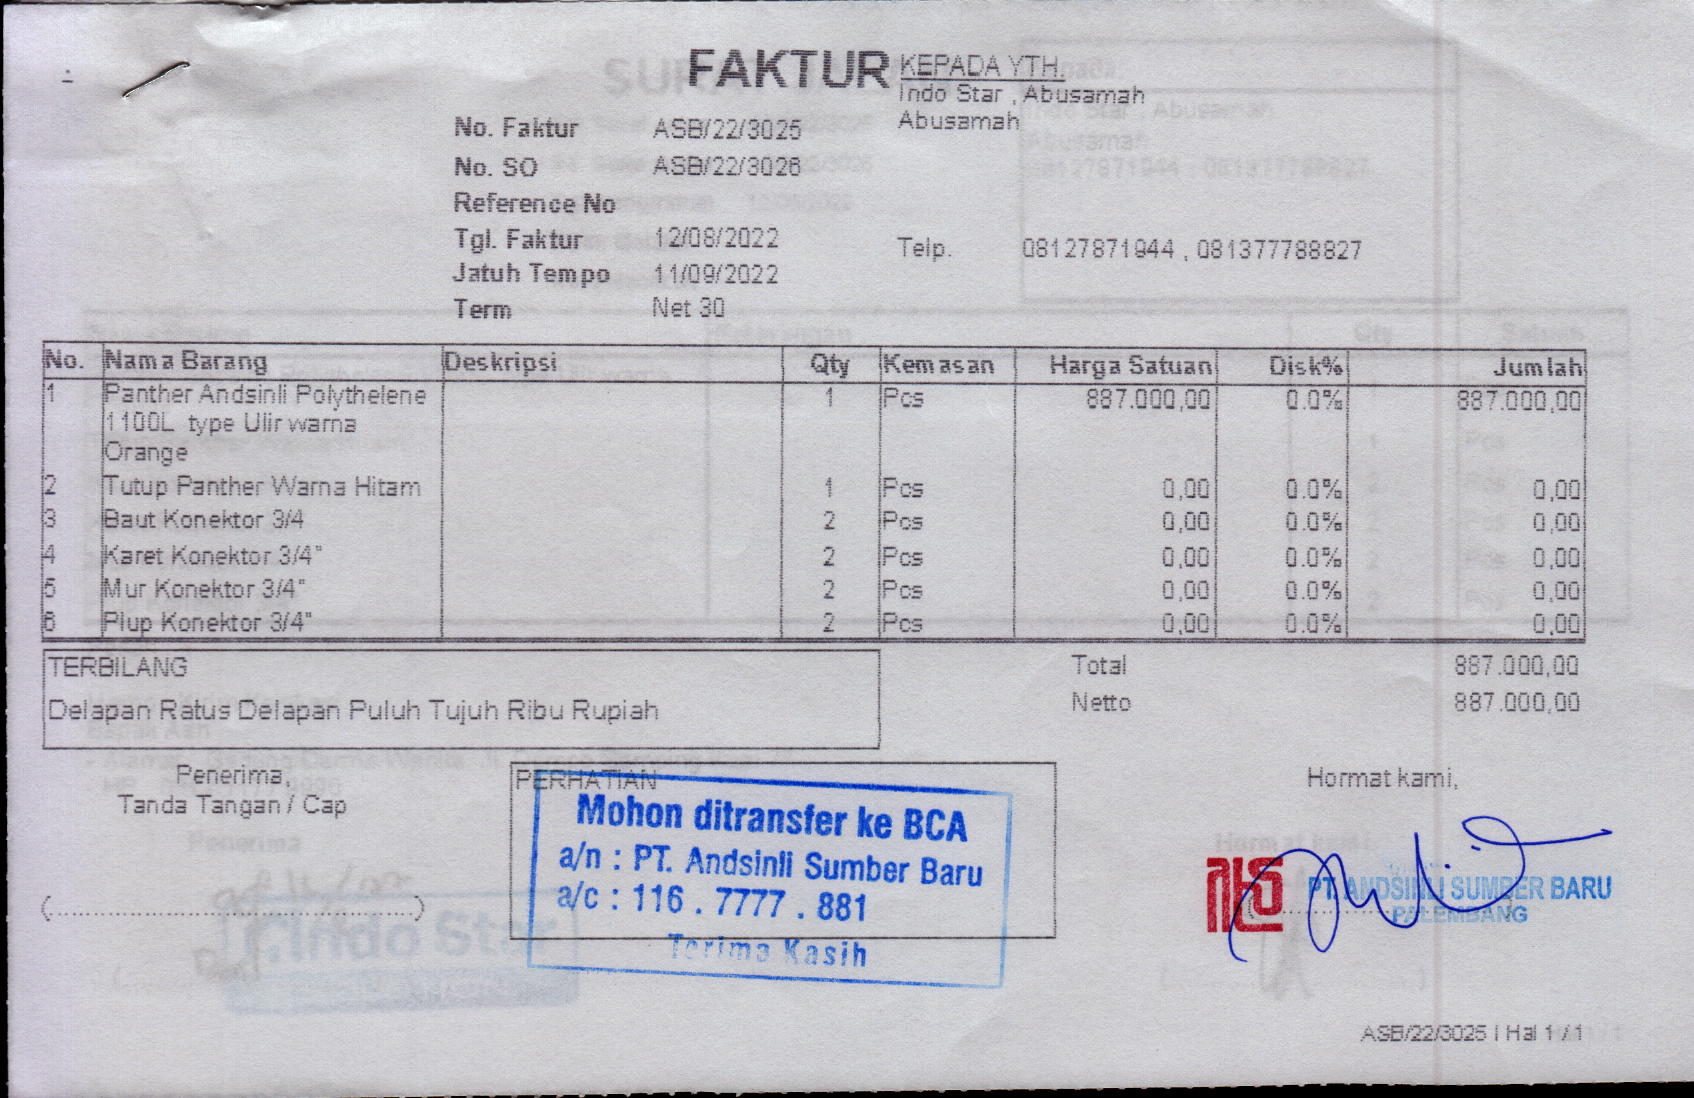 FAKTUR
KEPADA YTH.
Indo Star , Abusamah
Abusamah
No. Faktur ASB/22/3025
No. SO ASB/22/3026
Reference No
Tgl. Faktur 12/08/2022
Telp. 08127871944 , 081377788827
Jatuh Tempo 11/09/2022
Term Net 30
No. Nama Barang Deskripsi Qty Kemasan Harga Satuan Disk% Jumlah
1 Panther Andsinli Polythelene 1 Pcs 887.000,00 0.0% 887.000,00
1100L type Ulir warna
Orange
2 Tutup Panther Warna Hitam 1 Pcs 0,00 0.0% 0,00
3 Baut Konektor 3/4 2 Pcs 0,00 0.0% 0,00
4 Karet Konektor 3/4" 2 Pcs 0,00 0.0% 0,00
5 Mur Konektor 3/4" 2 Pcs 0,00 0.0% 0,00
6 Plup Konektor 3/4" 2 Pcs 0,00 0.0% 0,00
TERBILANG
Delapan Ratus Delapan Puluh Tujuh Ribu Rupiah
Total 887.000,00
Netto 887.000,00
Penerima,
Tanda Tangan / Cap
(........................................)
PERHATIAN
Mohon ditransfer ke BCA
a/n : PT. Andsinli Sumber Baru
a/c : 116 . 7777 . 881
Terima Kasih
Hormat kami,
PT. ANDSINLI SUMBER BARU
PALEMBANG
ASB/22/3025 | Hal 1 / 1